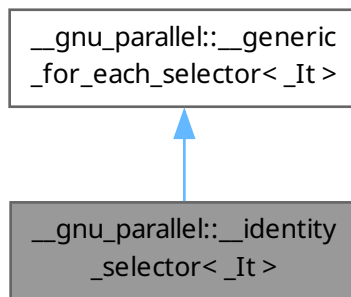 __gnu_parallel::__generic
_for_each_selector< _It >
__gnu_parallel::__identity
_selector< _It >